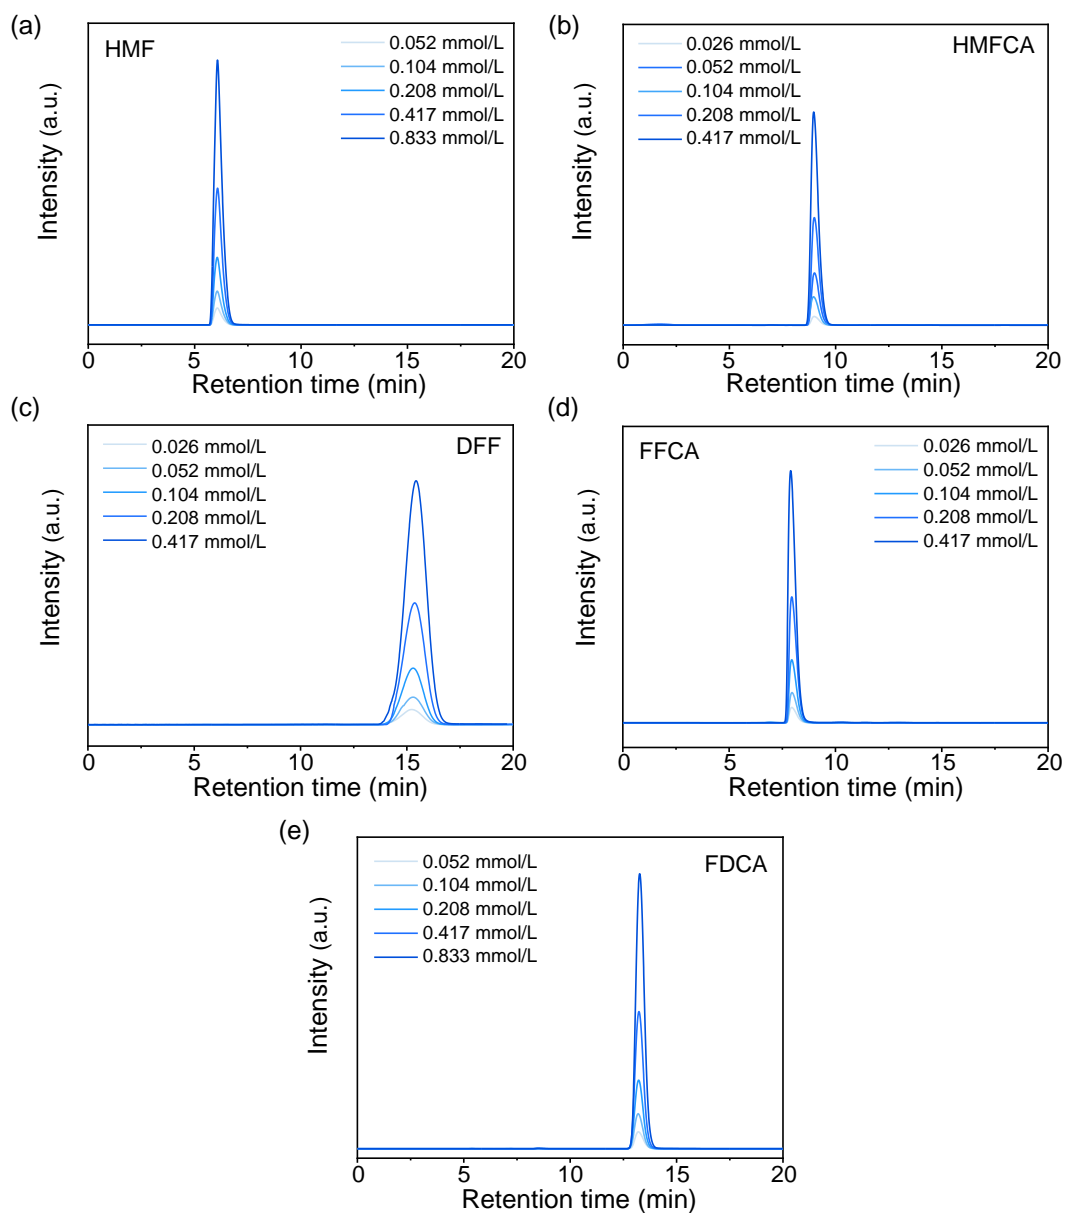 (a)
HMF
0.052 mmol/L
0.104 mmol/L
0.208 mmol/L
0.417 mmol/L
0.833 mmol/L
Intensity (a.u.)
0 5 10 15 20
Retention time (min)
(b)
HMFCA
0.026 mmol/L
0.052 mmol/L
0.104 mmol/L
0.208 mmol/L
0.417 mmol/L
Intensity (a.u.)
0 5 10 15 20
Retention time (min)
(c)
DFF
0.026 mmol/L
0.052 mmol/L
0.104 mmol/L
0.208 mmol/L
0.417 mmol/L
Intensity (a.u.)
0 5 10 15 20
Retention time (min)
(d)
FFCA
0.026 mmol/L
0.052 mmol/L
0.104 mmol/L
0.208 mmol/L
0.417 mmol/L
Intensity (a.u.)
0 5 10 15 20
Retention time (min)
(e)
FDCA
0.052 mmol/L
0.104 mmol/L
0.208 mmol/L
0.417 mmol/L
0.833 mmol/L
Intensity (a.u.)
0 5 10 15 20
Retention time (min)